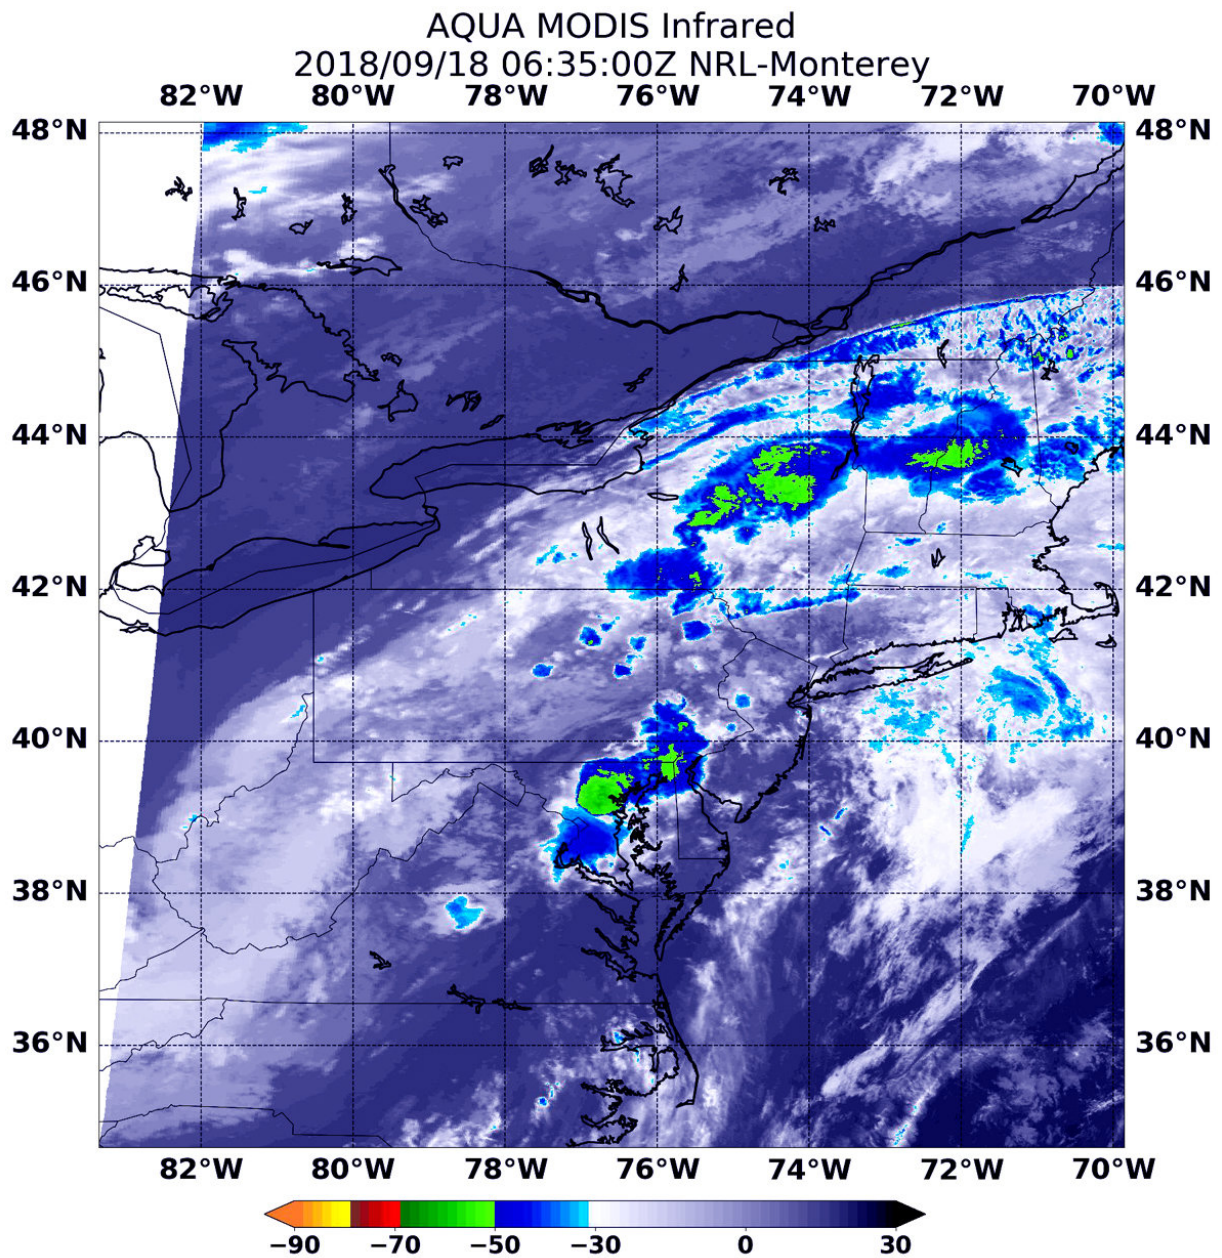 AQUA MODIS Infrared
2018/09/18 06:35:00Z NRL-Monterey
82°W 80°W 78°W 76°W 74°W 72°W 70°W
48°N 48°N
46°N 46°N
44°N 44°N
42°N 42°N
40°N 40°N
38°N 38°N
36°N 36°N
82°W 80°W 78°W 76°W 74°W 72°W 70°W
−90 −70 −50 −30 0 30